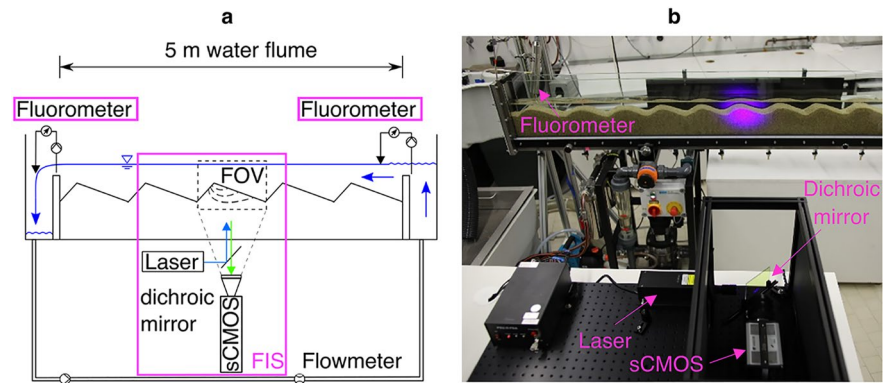 a
5 m water flume
Fluorometer
Fluorometer
FOV
Laser
dichroic
mirror
sCMOS
FIS
Flowmeter
b
Fluorometer
Dichroic
mirror
Laser
sCMOS